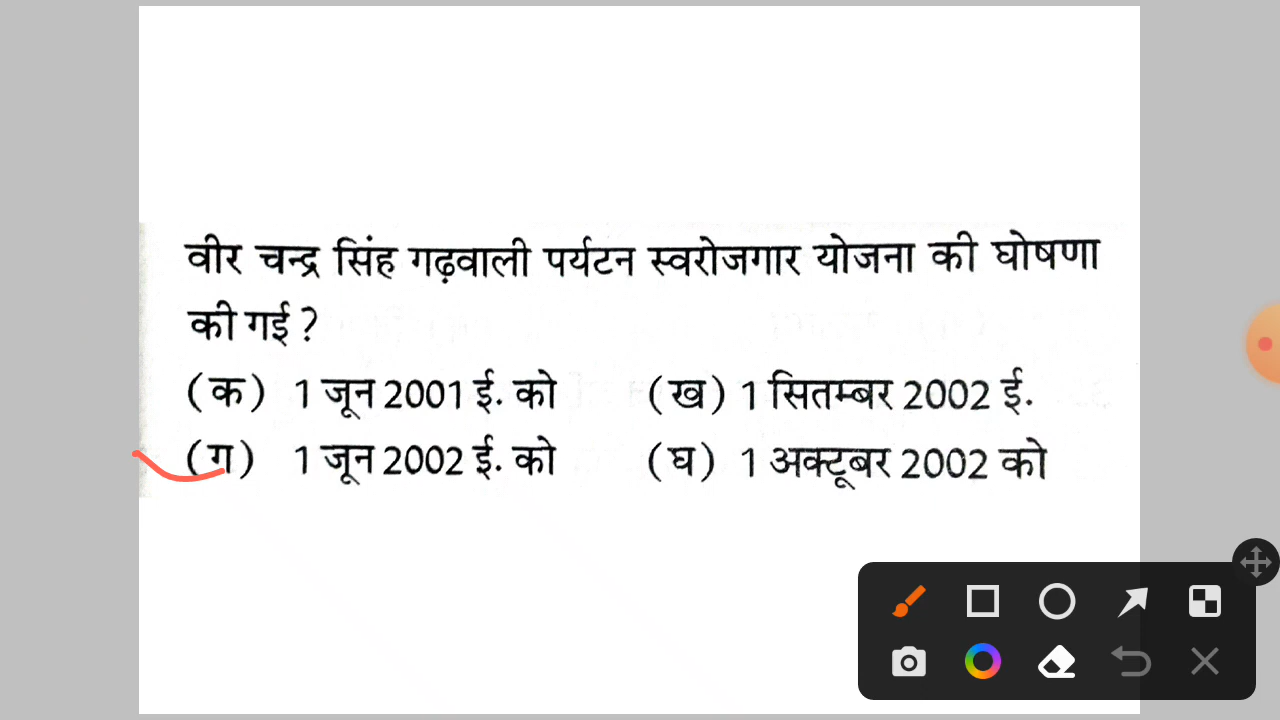 वीर चन्द्र सिंह गढ़वाली पर्यटन स्वरोजगार योजना की घोषणा
की गई ?
(क) 1 जून 2001 ई. को (ख) 1 सितम्बर 2002 ई.
(ग) 1 जून 2002 ई. को (घ) 1 अक्टूबर 2002 को